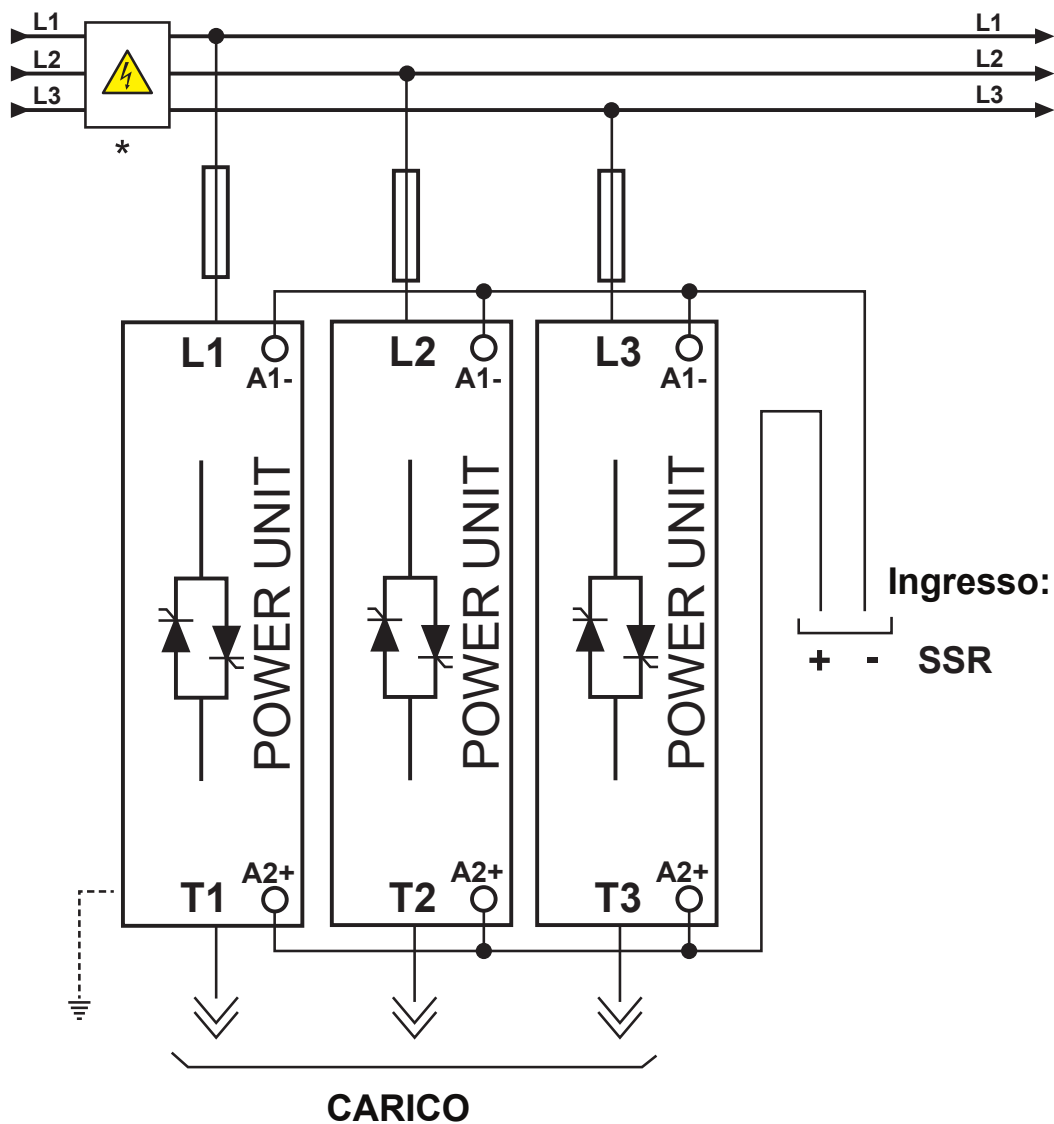 L1 L1
L2 L2
L3 L3
*
L1 L2 L3
A1- A1- A1-
POWER UNIT POWER UNIT POWER UNIT
Ingresso:
+ - SSR
A2+ A2+ A2+
T1 T2 T3
CARICO